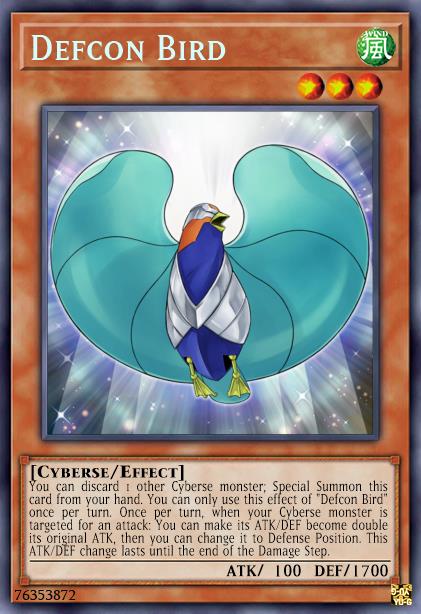 DEFCON BIRD
WIND
風
[CYBERSE/EFFECT]
You can discard 1 other Cyberse monster; Special Summon this
card from your hand. You can only use this effect of "Defcon Bird"
once per turn. Once per turn, when your Cyberse monster is
targeted for an attack: You can make its ATK/DEF become double
its original ATK, then you can change it to Defense Position. This
ATK/DEF change lasts until the end of the Damage Step.
ATK/ 100 DEF/1700
76353872